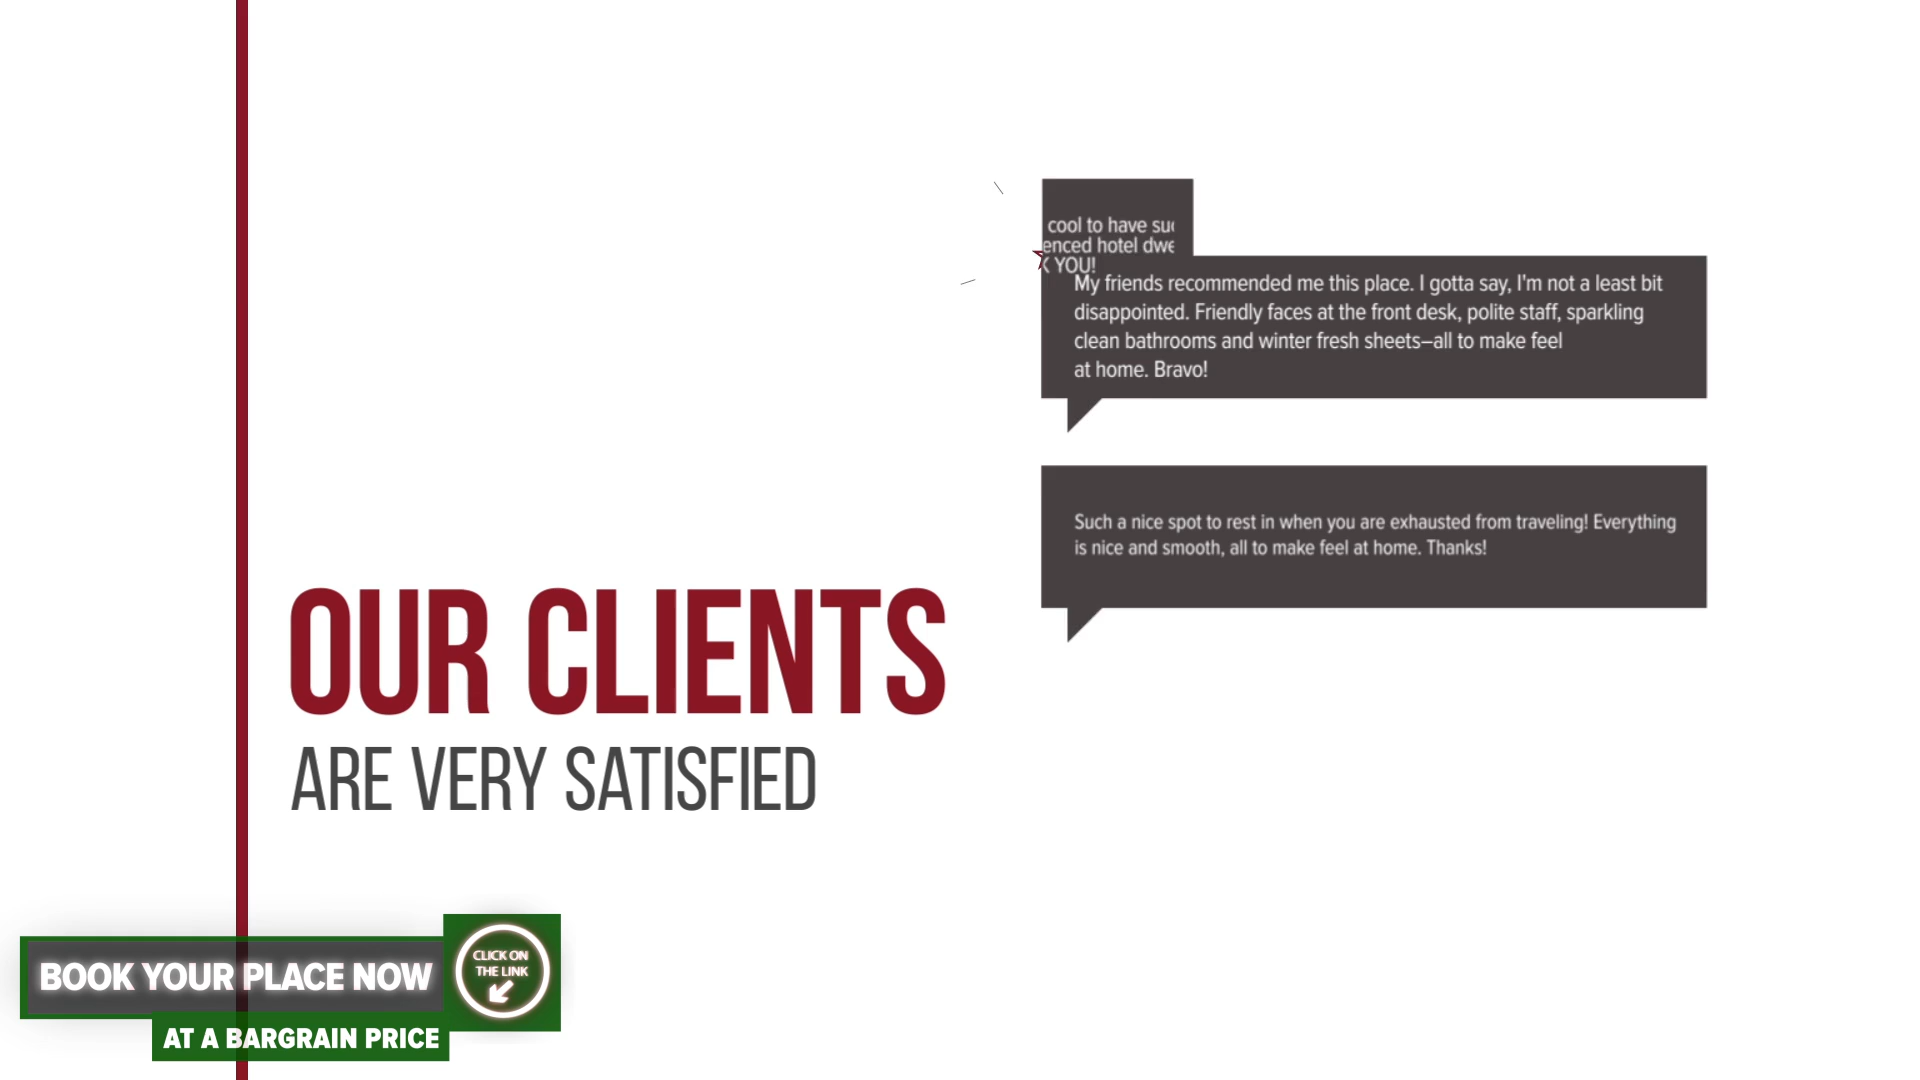 cool to have
hotel
YOU!
My friends recommended me this place. I gotta say, I'm not a least bit
disappointed. Friendly faces at the front desk, polite staff, sparkling
clean bathrooms and winter fresh sheets–all to make feel
at home. Bravo!
Such a nice spot to rest in when you are exhausted from traveling! Everything
is nice and smooth, all to make feel at home. Thanks!
OUR CLIENTS
ARE VERY SATISFIED
BOOK YOUR PLACE NOW
CLICK ON
THE LINK
AT A BARGRAIN PRICE